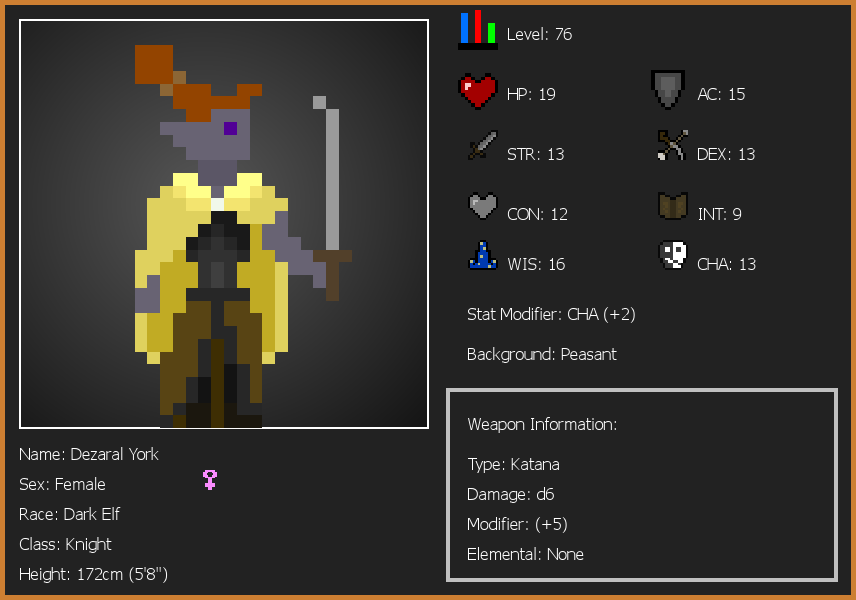 Level: 76
HP: 19
AC: 15
STR: 13
DEX: 13
CON: 12
INT: 9
WIS: 16
CHA: 13
Stat Modifier: CHA (+2)
Background: Peasant
Weapon Information:
Type: Katana
Damage: d6
Modifier: (+5)
Elemental: None
Name: Dezaral York
Sex: Female
Race: Dark Elf
Class: Knight
Height: 172cm (5'8")